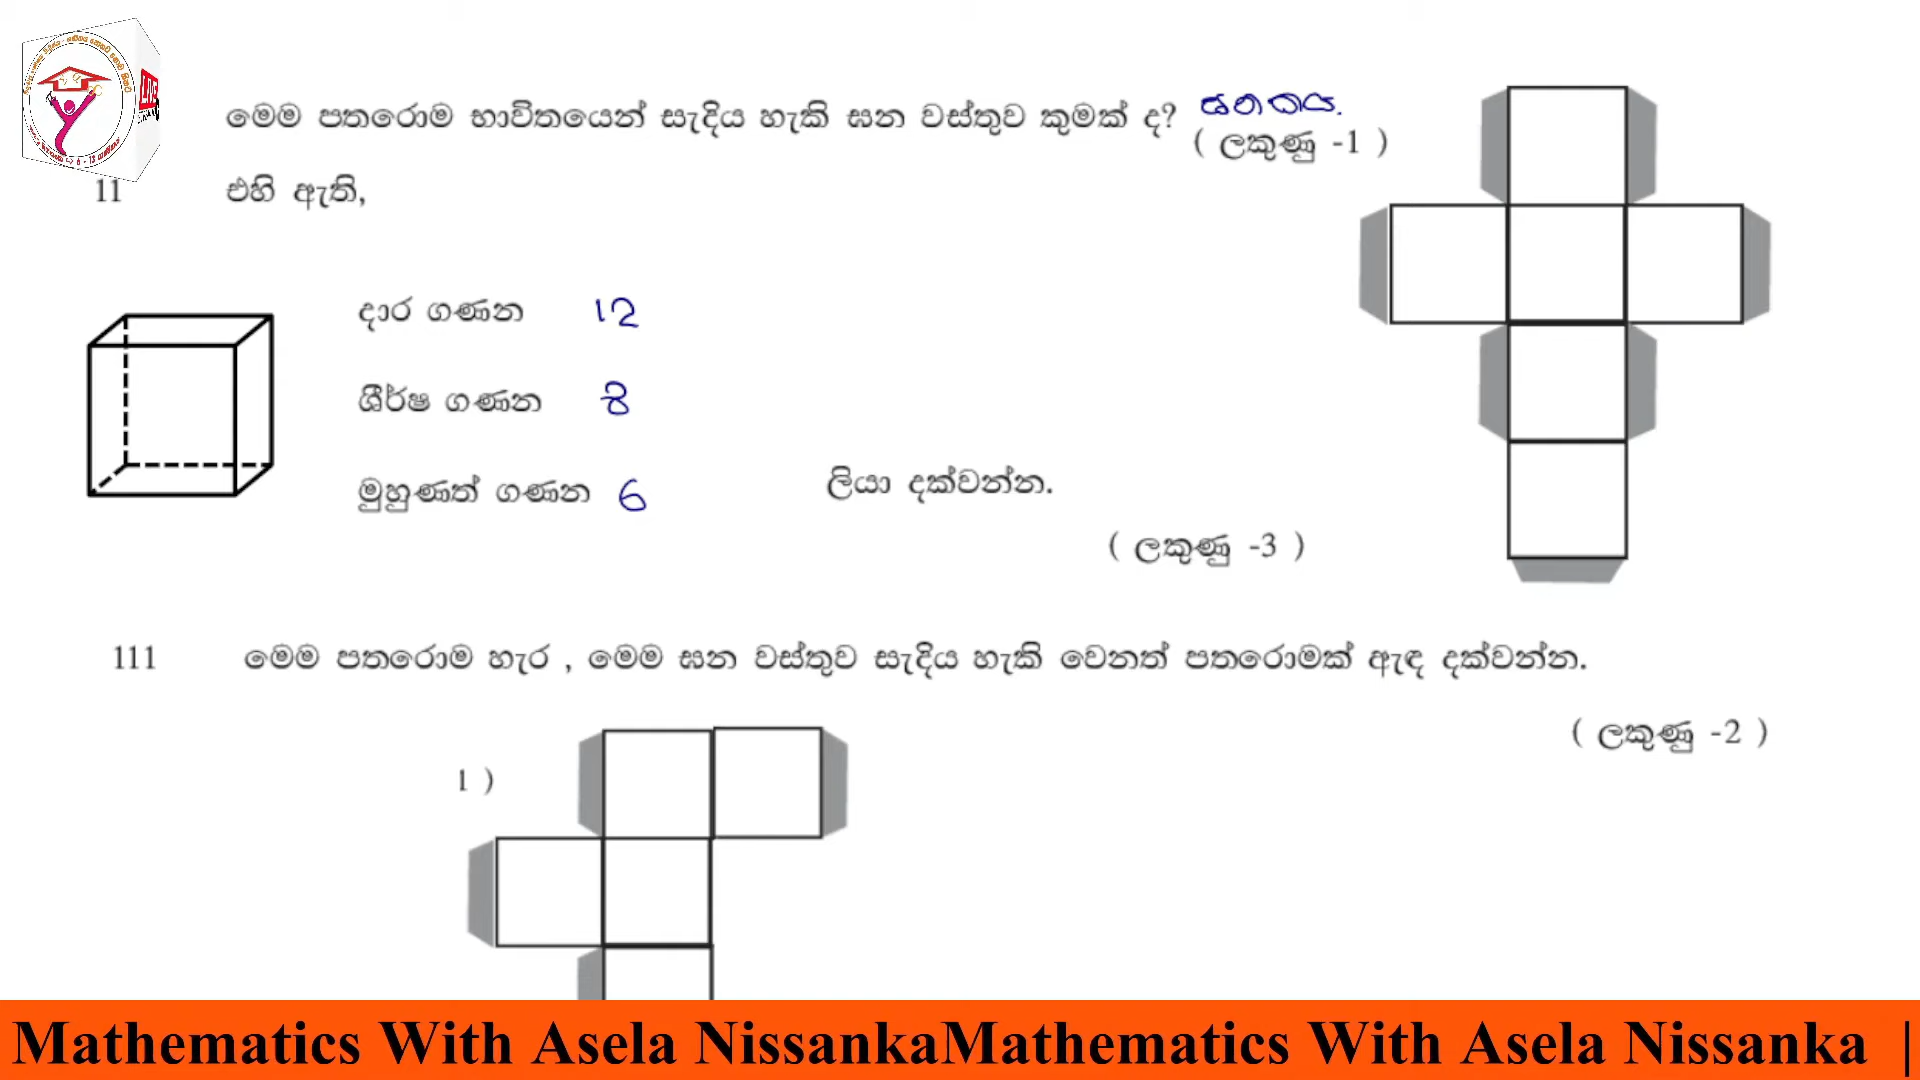 මෙම පතරොම භාවිතයෙන් සැදිය හැකි ඝන වස්තුව කුමක් ද? ඝනකය.
( ලකුණු -1 )
11 එහි ඇති,
දාර ගණන 12
ශීර්ෂ ගණන 8
මුහුණත් ගණන 6 ලියා දක්වන්න.
( ලකුණු -3 )
111 මෙම පතරොම හැර , මෙම ඝන වස්තුව සැදිය හැකි වෙනත් පතරොමක් ඇඳ දක්වන්න.
( ලකුණු -2 )
1 )
Mathematics With Asela NissankaMathematics With Asela Nissanka |